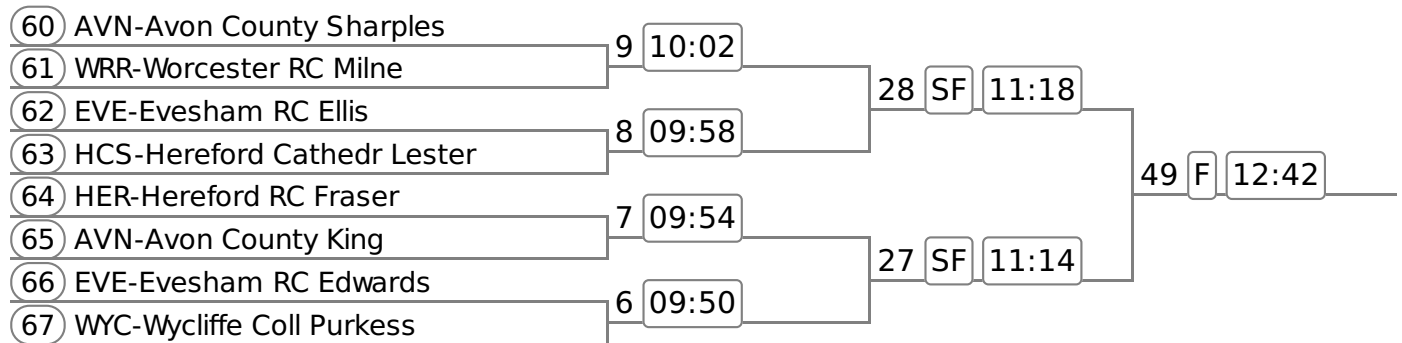 60 AVN-Avon County Sharples
9 10:02
61 WRR-Worcester RC Milne
28 SF 11:18
62 EVE-Evesham RC Ellis
8 09:58
63 HCS-Hereford Cathedr Lester
49 F 12:42
64 HER-Hereford RC Fraser
7 09:54
65 AVN-Avon County King
27 SF 11:14
66 EVE-Evesham RC Edwards
6 09:50
67 WYC-Wycliffe Coll Purkess